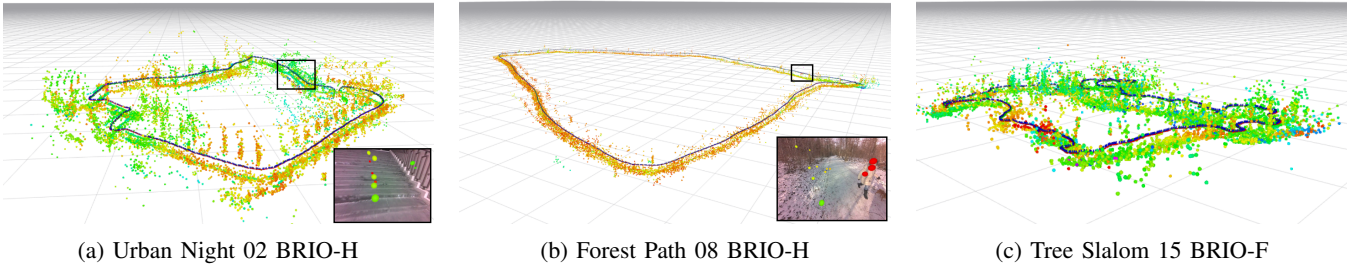 (a) Urban Night 02 BRIO-H
(b) Forest Path 08 BRIO-H
(c) Tree Slalom 15 BRIO-F